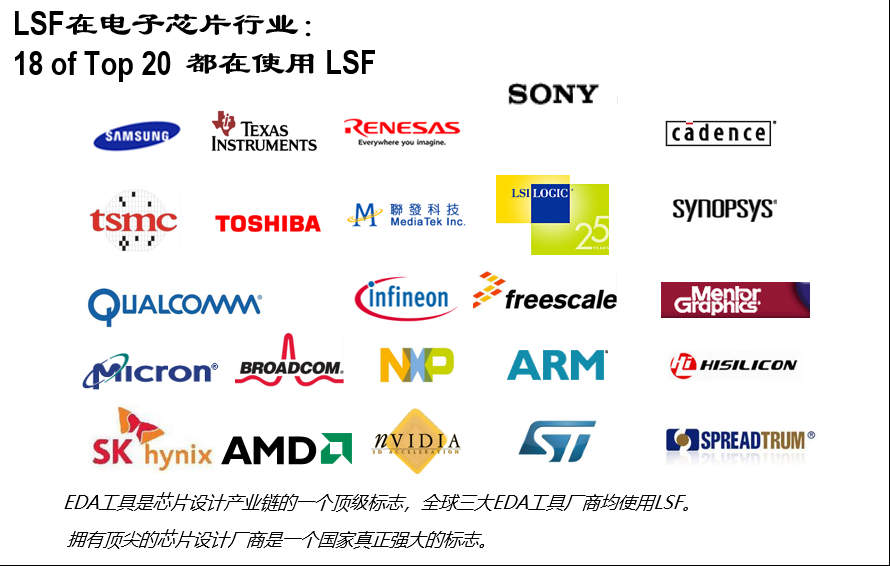 LSF在电子芯片行业：
18 of Top 20 都在使用 LSF
SONY
SAMSUNG
TEXAS
INSTRUMENTS
RENESAS
Everywhere you imagine.
cādence®
tsmc
TOSHIBA
聯發科技
MediaTek Inc.
LSI LOGIC
25
YEARS
SYNOPSYS®
QUALCOMM®
infineon
freescale
Mentor
Graphics®
Micron®
BROADCOM®
NXP
ARM®
Hi HISILICON
SK hynix
AMD
nVIDIA
3D ACCELERATION
ST
SPREADTRUM®
EDA工具是芯片设计产业链的一个顶级标志，全球三大EDA工具厂商均使用LSF。
拥有顶尖的芯片设计厂商是一个国家真正强大的标志。